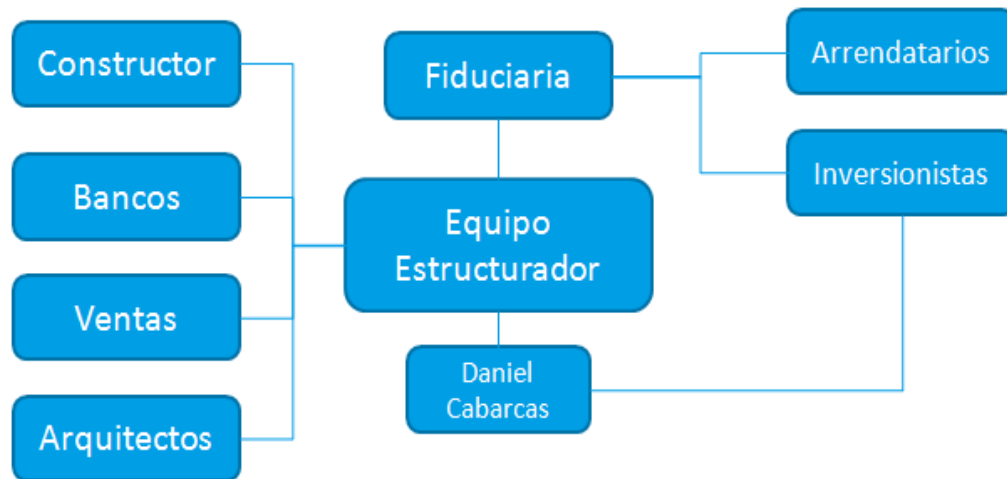 Constructor
Bancos
Ventas
Arquitectos
Fiduciaria
Equipo
Estructurador
Daniel
Cabarcas
Arrendatarios
Inversionistas